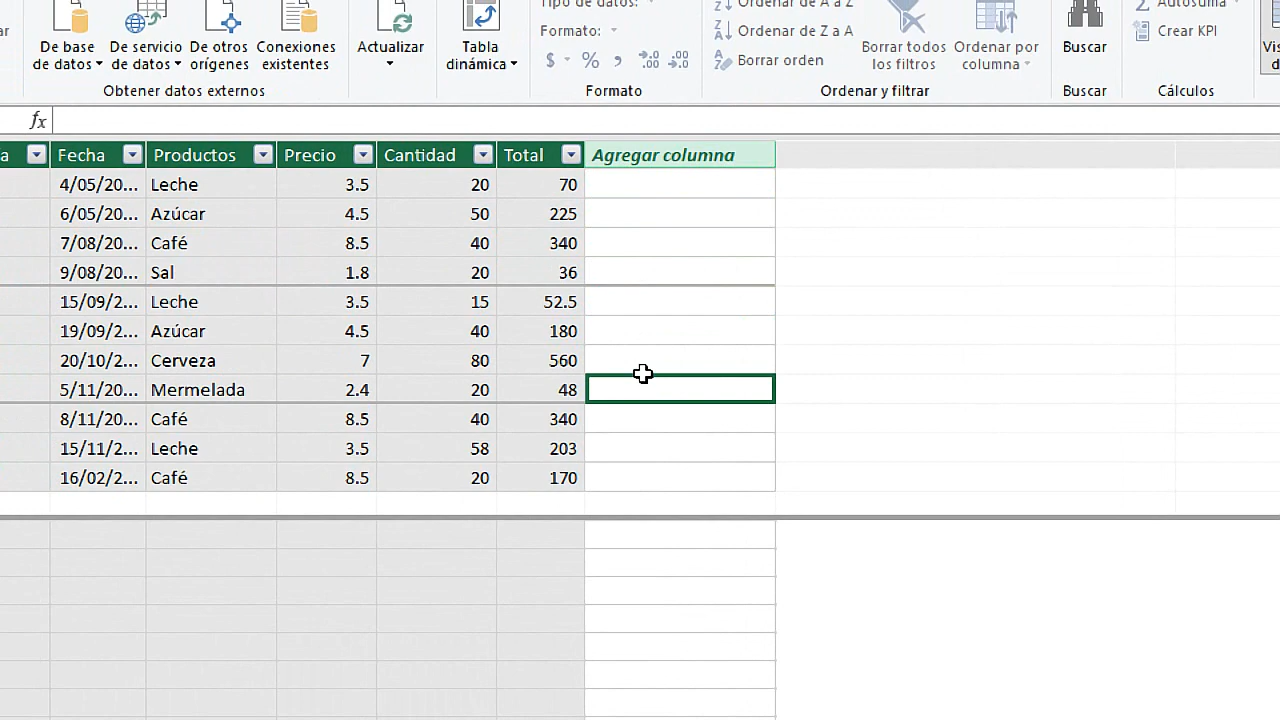 Tipo de datos:
Ordenar de A a Z
Autosuma
Formato:
Ordenar de Z a A
Crear KPI
De base
de datos
De servicio
de datos
De otros
orígenes
Conexiones
existentes
Actualizar
Tabla
dinámica
$ % ,
Borrar orden
Borrar todos
los filtros
Ordenar por
columna
Buscar
Obtener datos externos
Formato
Ordenar y filtrar
Buscar
Cálculos
fx
a Fecha Productos Precio Cantidad Total Agregar columna
4/05/20... Leche 3.5 20 70
6/05/20... Azúcar 4.5 50 225
7/08/20... Café 8.5 40 340
9/08/20... Sal 1.8 20 36
15/09/2... Leche 3.5 15 52.5
19/09/2... Azúcar 4.5 40 180
20/10/2... Cerveza 7 80 560
5/11/20... Mermelada 2.4 20 48
8/11/20... Café 8.5 40 340
15/11/2... Leche 3.5 58 203
16/02/2... Café 8.5 20 170